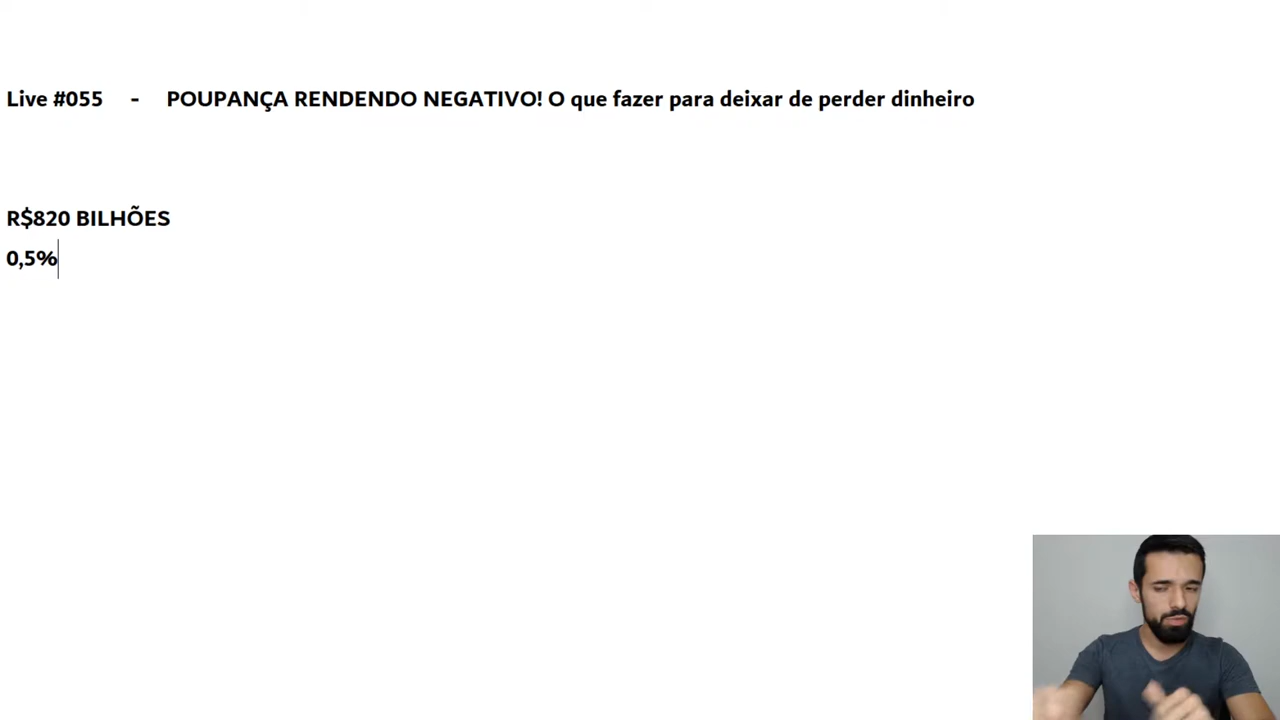 Live #055 - POUPANÇA RENDENDO NEGATIVO! O que fazer para deixar de perder dinheiro
R$820 BILHÕES
0,5%